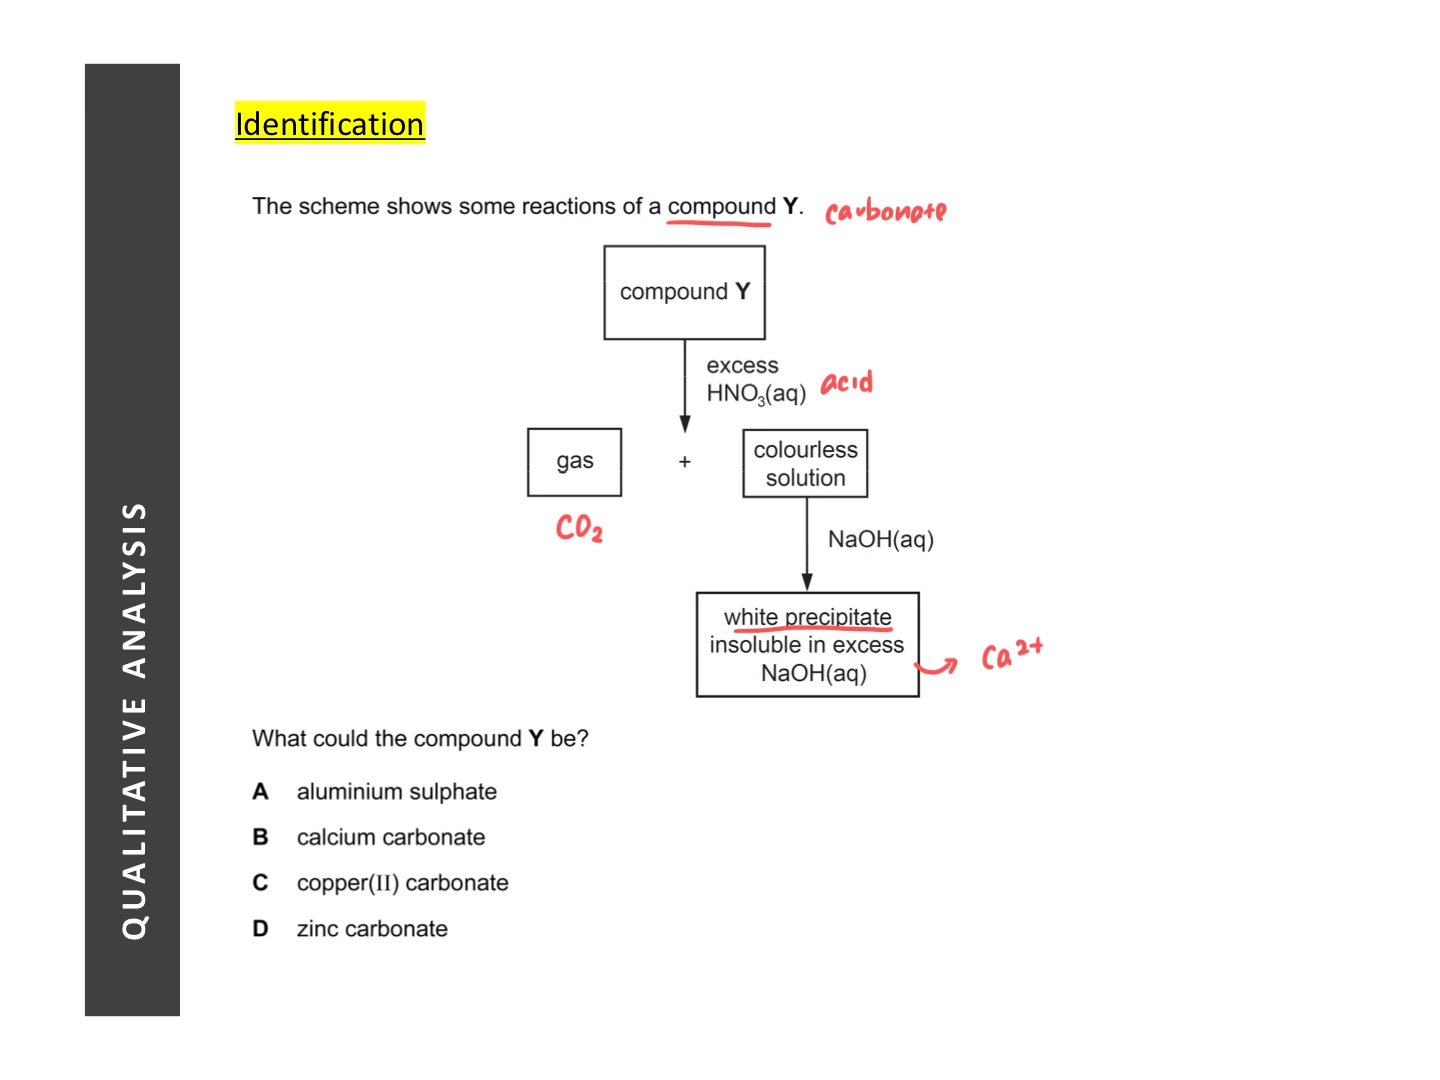 QUALITATIVE ANALYSIS
Identification
The scheme shows some reactions of a compound Y. carbonate
compound Y
excess
HNO₃(aq) acid
gas
+
colourless
solution
CO₂
NaOH(aq)
white precipitate
insoluble in excess
NaOH(aq)
Ca²⁺
What could the compound Y be?
A aluminium sulphate
B calcium carbonate
C copper(II) carbonate
D zinc carbonate